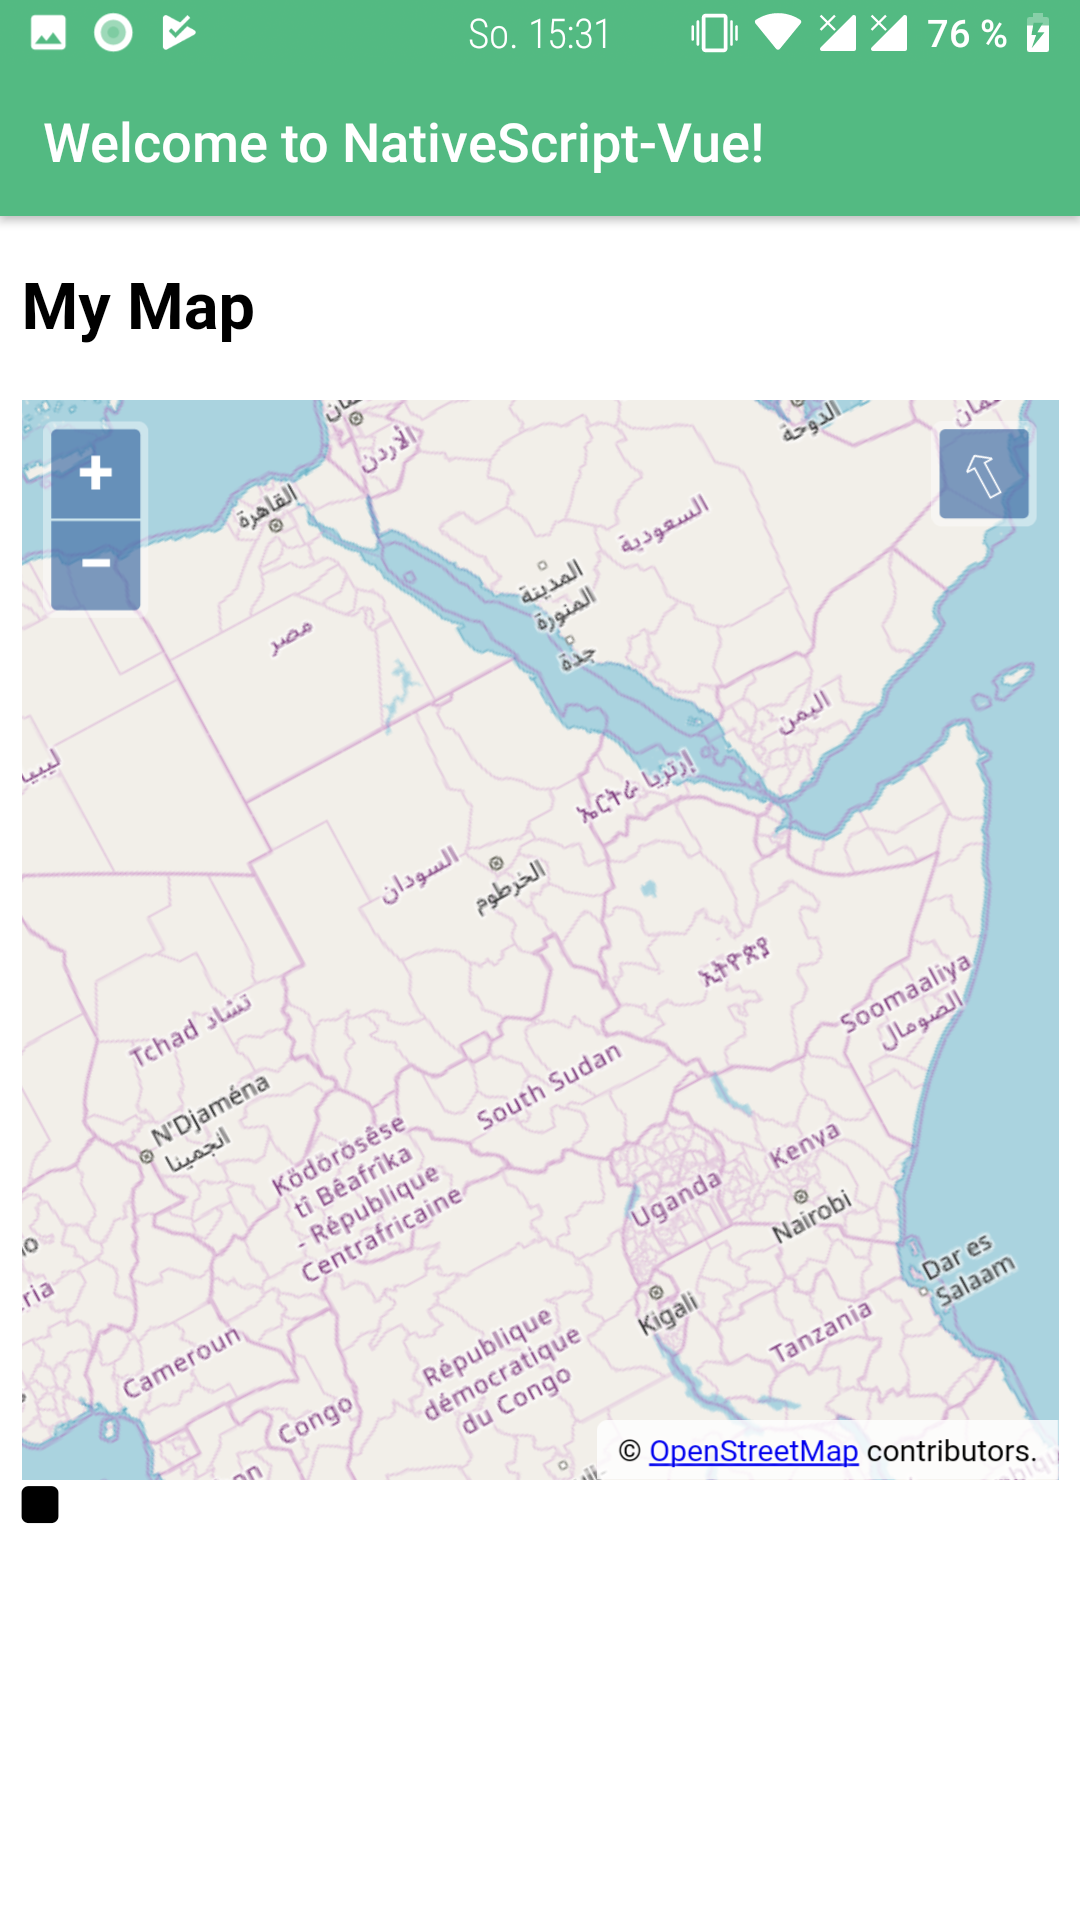 So. 15:31
76 %
Welcome to NativeScript-Vue!
My Map
+
−
الأردن
الدوحة
القاهرة
السعودية
المدينة
المنورة
جدة
مصر
اليمن
ኤርትራ إرتريا
السودان
الخرطوم
ኢትዮጵያ
Soomaaliya
الصومال
Tchad تشاد
South Sudan
N'Djaména
انجمينا
Ködörösêse
tî Bêafrîka
- République
Centrafricaine
Kenya
Uganda
Nairobi
Dar es
Salaam
Kigali
Tanzania
Cameroun
République
démocratique
du Congo
Congo
© OpenStreetMap contributors.